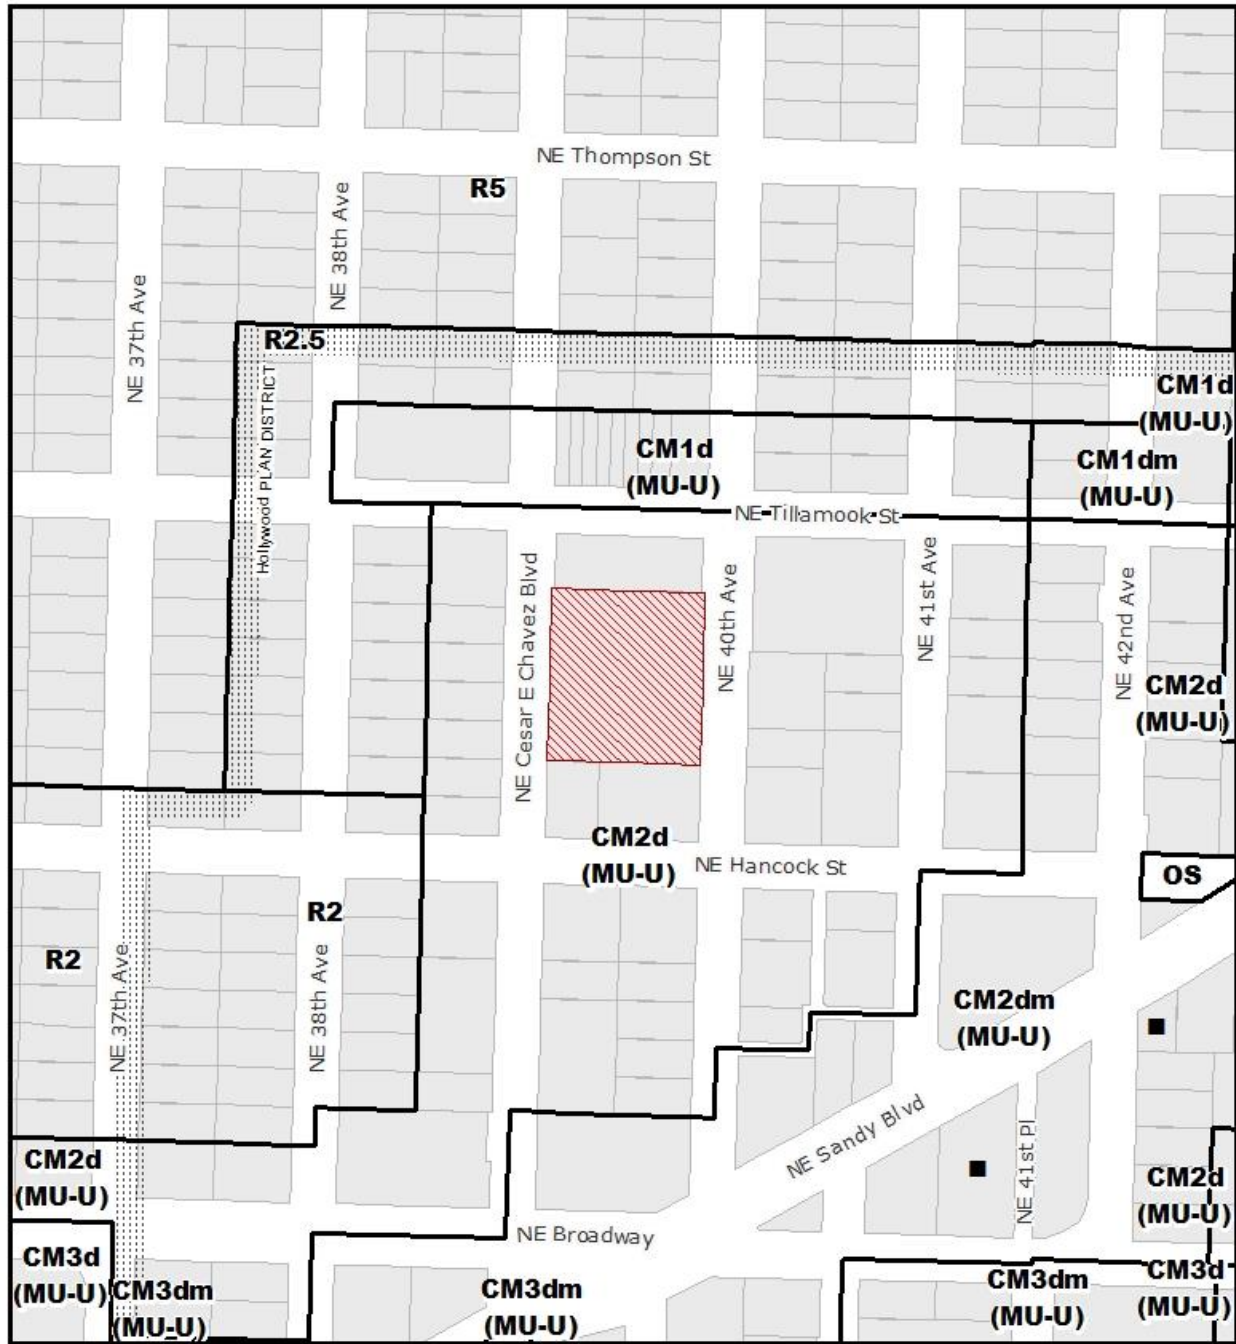 NE Thompson St
R5
NE 38th Ave
NE 37th Ave
R2.5
Hollywood PLAN DISTRICT
CM1d
(MU-U)
CM1d
(MU-U)
CM1dm
(MU-U)
NE Tillamook St
NE Cesar E Chavez Blvd
NE 40th Ave
NE 41st Ave
NE 42nd Ave
CM2d
(MU-U)
CM2d
(MU-U)
NE Hancock St
OS
R2
R2
NE 37th Ave
NE 38th Ave
CM2dm
(MU-U)
NE Sandy Blvd
NE 41st Pl
CM2d
(MU-U)
CM2d
(MU-U)
NE Broadway
CM3d
(MU-U)
CM3dm
(MU-U)
CM3dm
(MU-U)
CM3dm
(MU-U)
CM3d
(MU-U)